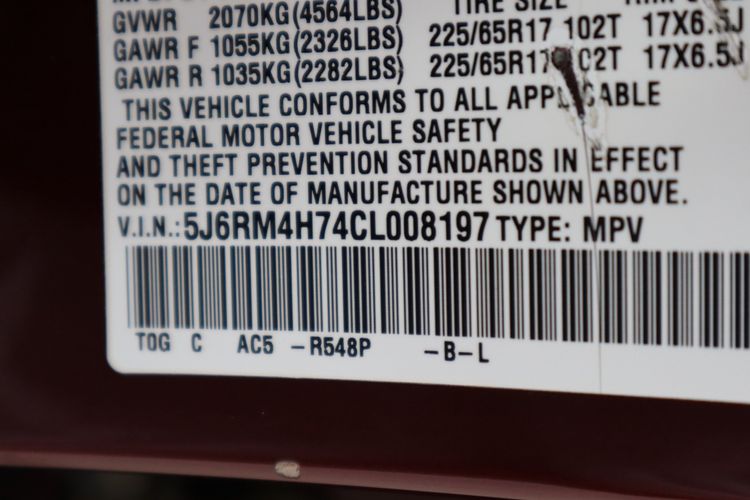 TIRE SIZE
GVWR 2070KG(4564LBS)
GAWR F 1055KG(2326LBS) 225/65R17 102T 17X6.5J
GAWR R 1035KG(2282LBS) 225/65R17 102T 17X6.5J
THIS VEHICLE CONFORMS TO ALL APPLICABLE
FEDERAL MOTOR VEHICLE SAFETY
AND THEFT PREVENTION STANDARDS IN EFFECT
ON THE DATE OF MANUFACTURE SHOWN ABOVE.
V.I.N.:5J6RM4H74CL008197 TYPE: MPV
TOG C AC5 -R548P -B-L